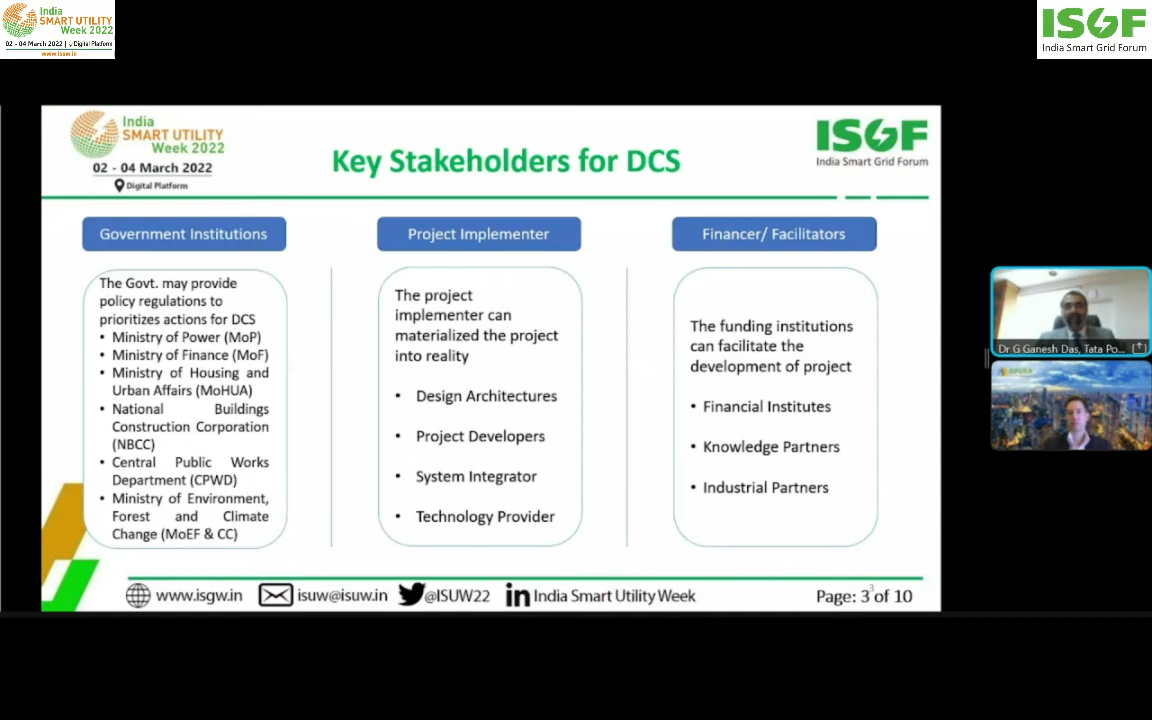 India
SMART UTILITY
Week 2022
02 - 04 March 2022 | Digital Platform
www.isuw.in
ISGF
India Smart Grid Forum
India
SMART UTILITY
Week 2022
02 - 04 March 2022
Digital Platform
Key Stakeholders for DCS
ISGF
India Smart Grid Forum
Government Institutions
The Govt. may provide
policy regulations to
prioritizes actions for DCS
• Ministry of Power (MoP)
• Ministry of Finance (MoF)
• Ministry of Housing and
Urban Affairs (MoHUA)
• National Buildings
Construction Corporation
(NBCC)
• Central Public Works
Department (CPWD)
• Ministry of Environment,
Forest and Climate
Change (MoEF & CC)
Project Implementer
The project
implementer can
materialized the project
into reality
• Design Architectures
• Project Developers
• System Integrator
• Technology Provider
Financer/ Facilitators
The funding institutions
can facilitate the
development of project
• Financial Institutes
• Knowledge Partners
• Industrial Partners
Dr G Ganesh Das, Tata Po...
www.isgw.in
isuw@isuw.in
@ISUW22
in India Smart Utility Week
Page: 3 of 10
3